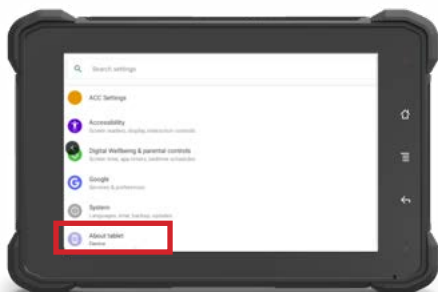 Search settings
ACC Settings
Accessibility
Screen readers, display, interaction controls
Digital Wellbeing & parental controls
Screen time, app timers, bedtime schedules
Google
Services & preferences
System
Languages, time, backup, updates
About tablet